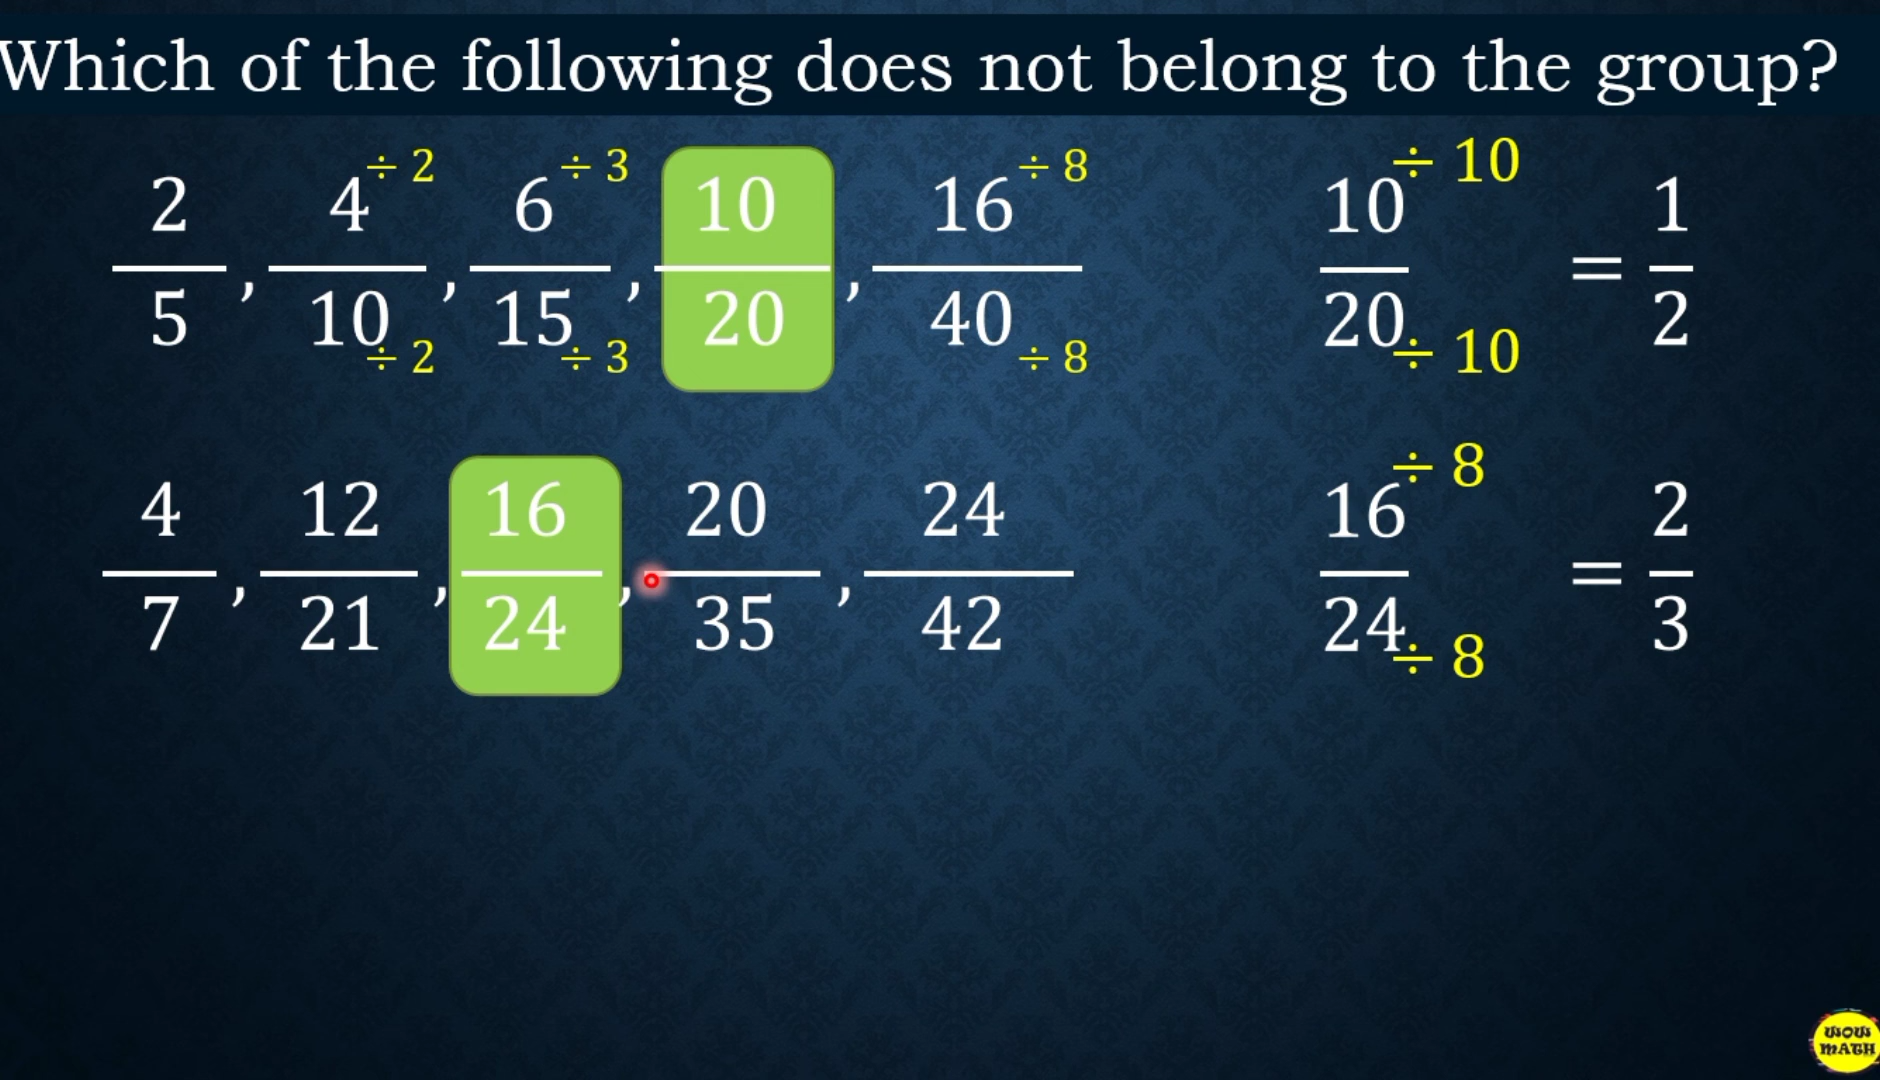 Which of the following does not belong to the group?
2/5 , 4/10 ÷ 2 ÷ 2 , 6/15 ÷ 3 ÷ 3 , 10/20 , 16/40 ÷ 8 ÷ 8 10/20 ÷ 10 ÷ 10 = 1/2
4/7 , 12/21 , 16/24 , 20/35 , 24/42 16/24 ÷ 8 ÷ 8 = 2/3
WOW
MATH